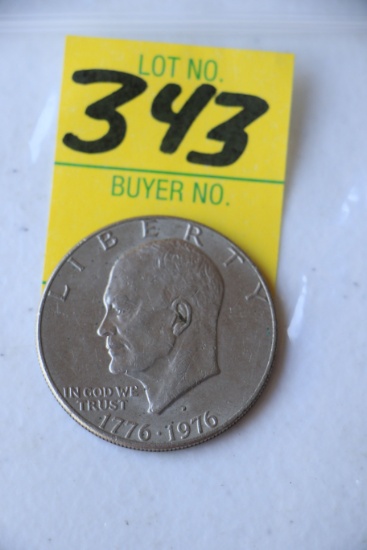 LOT NO.
343
BUYER NO.
LIBERTY
IN GOD WE
TRUST
1776·1976